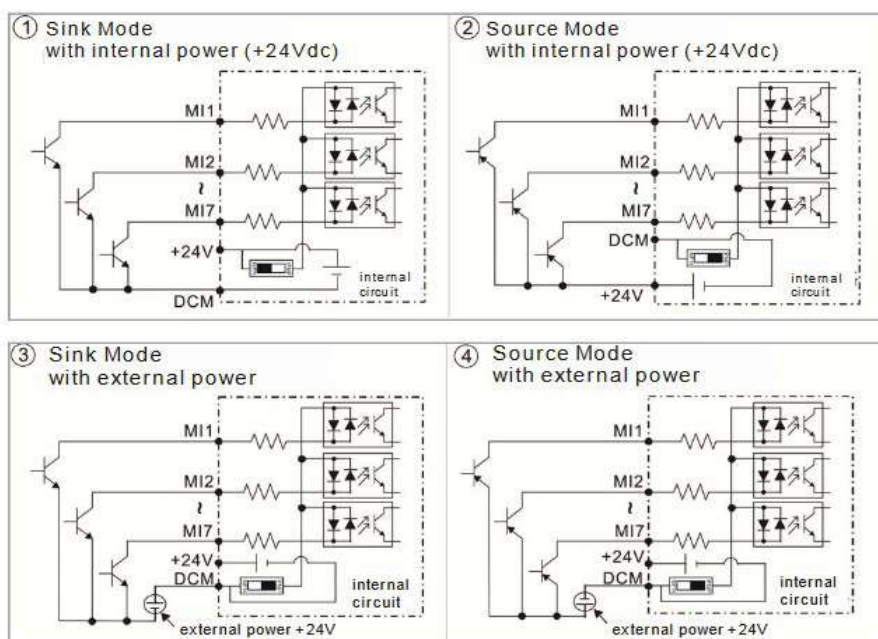 ① Sink Mode
with internal power (+24Vdc)
MI1
MI2
~
MI7
+24V
DCM
internal
circuit
② Source Mode
with internal power (+24Vdc)
MI1
MI2
~
MI7
DCM
+24V
internal
circuit
③ Sink Mode
with external power
MI1
MI2
~
MI7
+24V
DCM
internal
circuit
external power +24V
④ Source Mode
with external power
MI1
MI2
~
MI7
+24V
DCM
internal
circuit
external power +24V